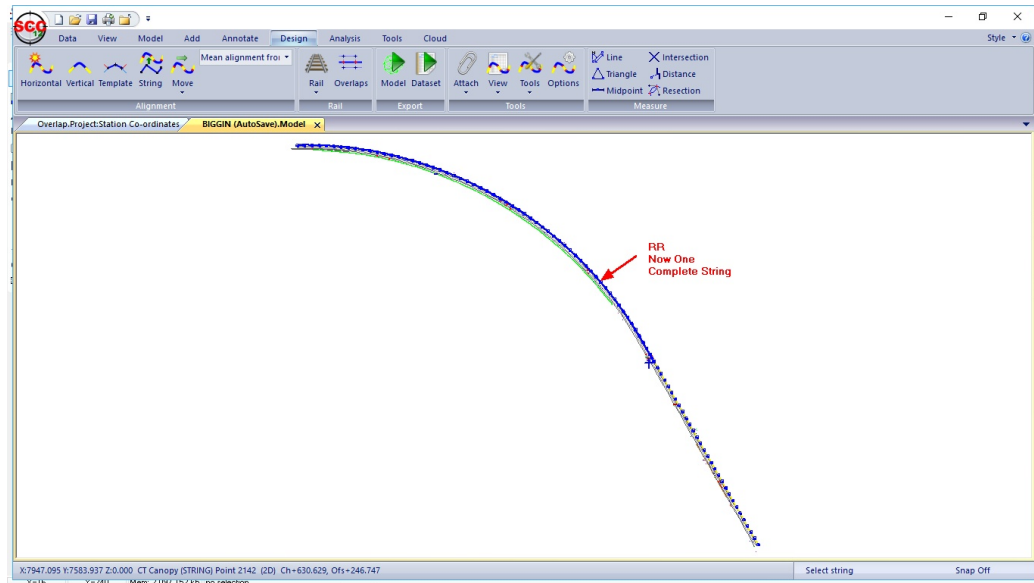 SCC
Style
Data View Model Add Annotate Design Analysis Tools Cloud
Mean alignment from
Horizontal Vertical Template String Move
Rail Overlaps
Model Dataset
Attach View Tools Options
Line Intersection
Triangle Distance
Midpoint Resection
Alignment Rail Export Tools Measure
Overlap.Project:Station Co-ordinates BIGGIN (AutoSave).Model
RR
Now One
Complete String
X:7947.095 Y:7583.937 Z:0.000 CT Canopy (STRING) Point 2142 (2D) Ch+630.629, Ofs+246.747 Select string Snap Off